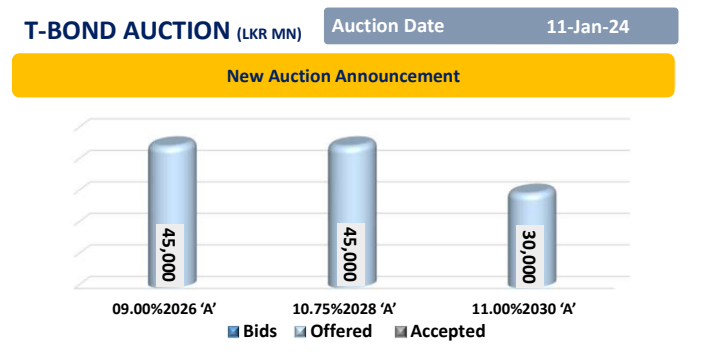 T-BOND AUCTION (LKR MN)
Auction Date 11-Jan-24
New Auction Announcement
45,000 45,000 30,000
09.00%2026 ‘A’ 10.75%2028 ‘A’ 11.00%2030 ‘A’
Bids Offered Accepted